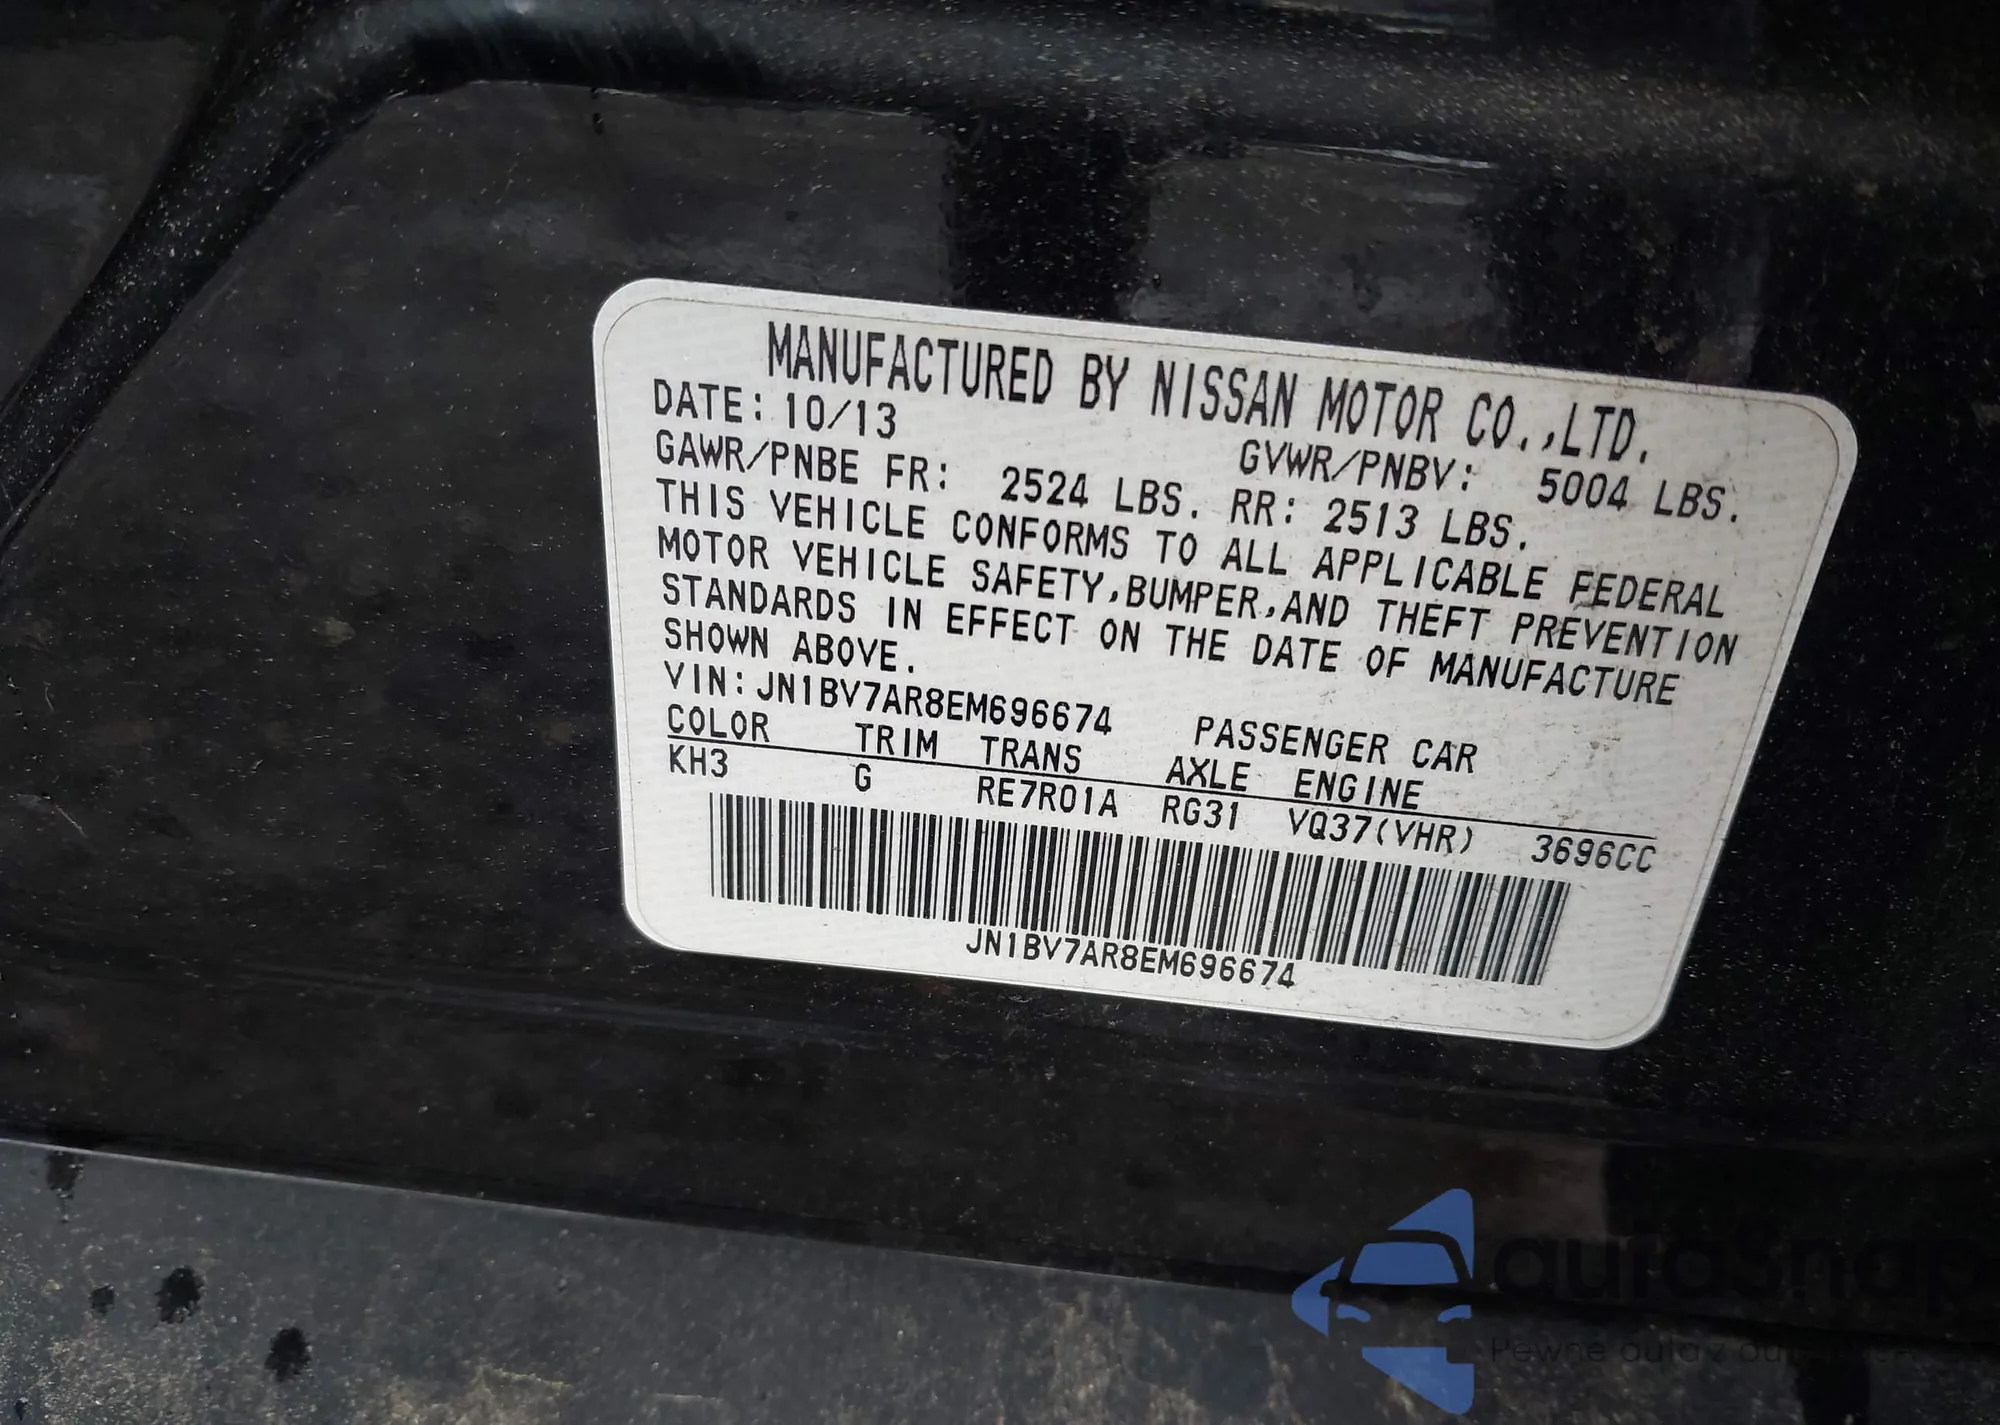 MANUFACTURED BY NISSAN MOTOR CO.,LTD.
DATE: 10/13 GVWR/PNBV: 5004 LBS.
GAWR/PNBE FR: 2524 LBS. RR: 2513 LBS.
THIS VEHICLE CONFORMS TO ALL APPLICABLE FEDERAL
MOTOR VEHICLE SAFETY,BUMPER,AND THEFT PREVENTION
STANDARDS IN EFFECT ON THE DATE OF MANUFACTURE
SHOWN ABOVE.
VIN:JN1BV7AR8EM696674 PASSENGER CAR
COLOR TRIM TRANS AXLE ENGINE
KH3 G RE7R01A RG31 VQ37(VHR) 3696CC
JN1BV7AR8EM696674
autasnap
Pewne auta z